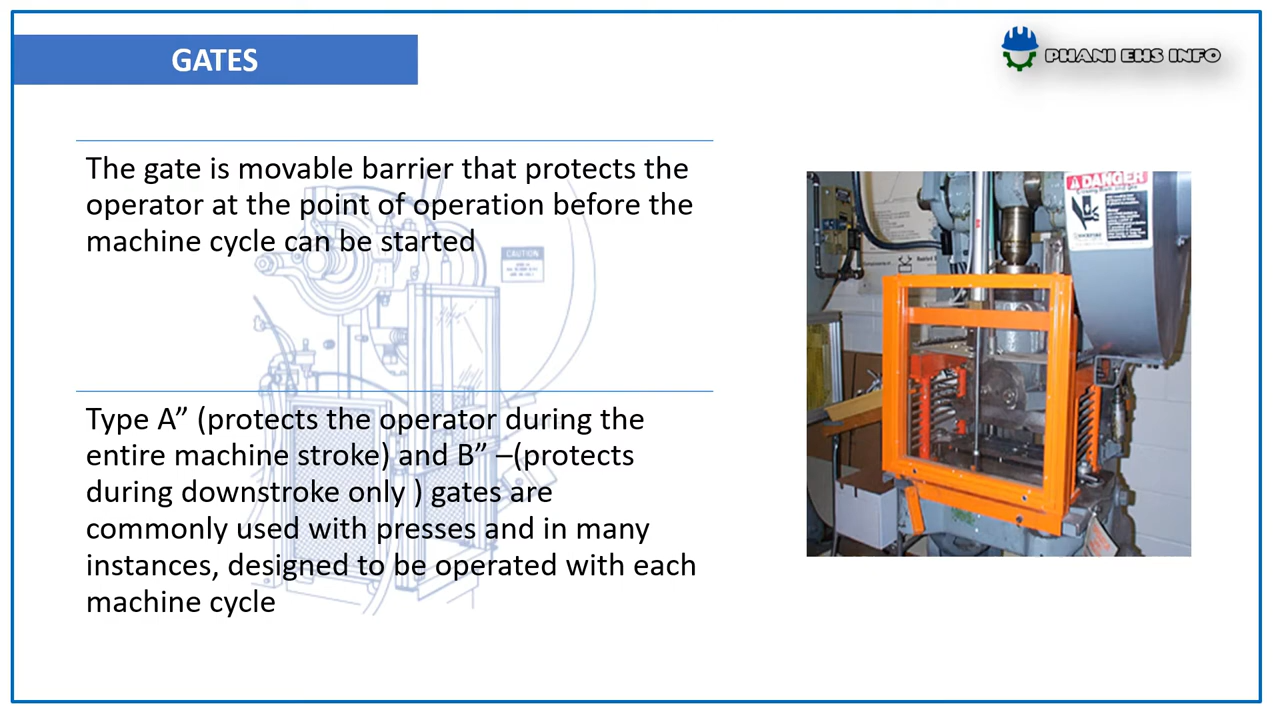 GATES
PHANI EHS INFO
The gate is movable barrier that protects the
operator at the point of operation before the
machine cycle can be started
CAUTION
DANGER
Type A” (protects the operator during the
entire machine stroke) and B” –(protects
during downstroke only ) gates are
commonly used with presses and in many
instances, designed to be operated with each
machine cycle